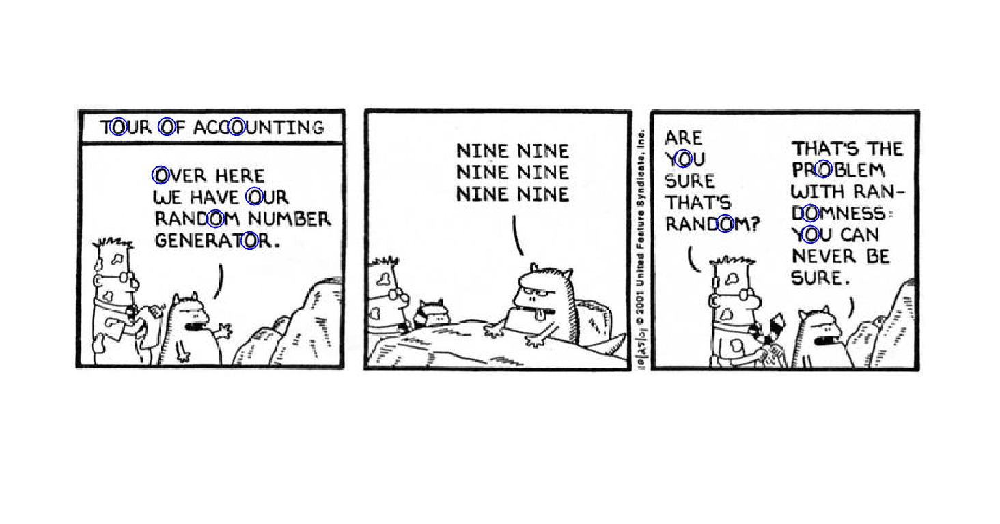 TOUR OF ACCOUNTING
OVER HERE
WE HAVE OUR
RANDOM NUMBER
GENERATOR.
NINE NINE
NINE NINE
NINE NINE
10/25/01 © 2001 United Feature Syndicate, Inc.
ARE
YOU
SURE
THAT'S
RANDOM?
THAT'S THE
PROBLEM
WITH RAN-
DOMNESS:
YOU CAN
NEVER BE
SURE.